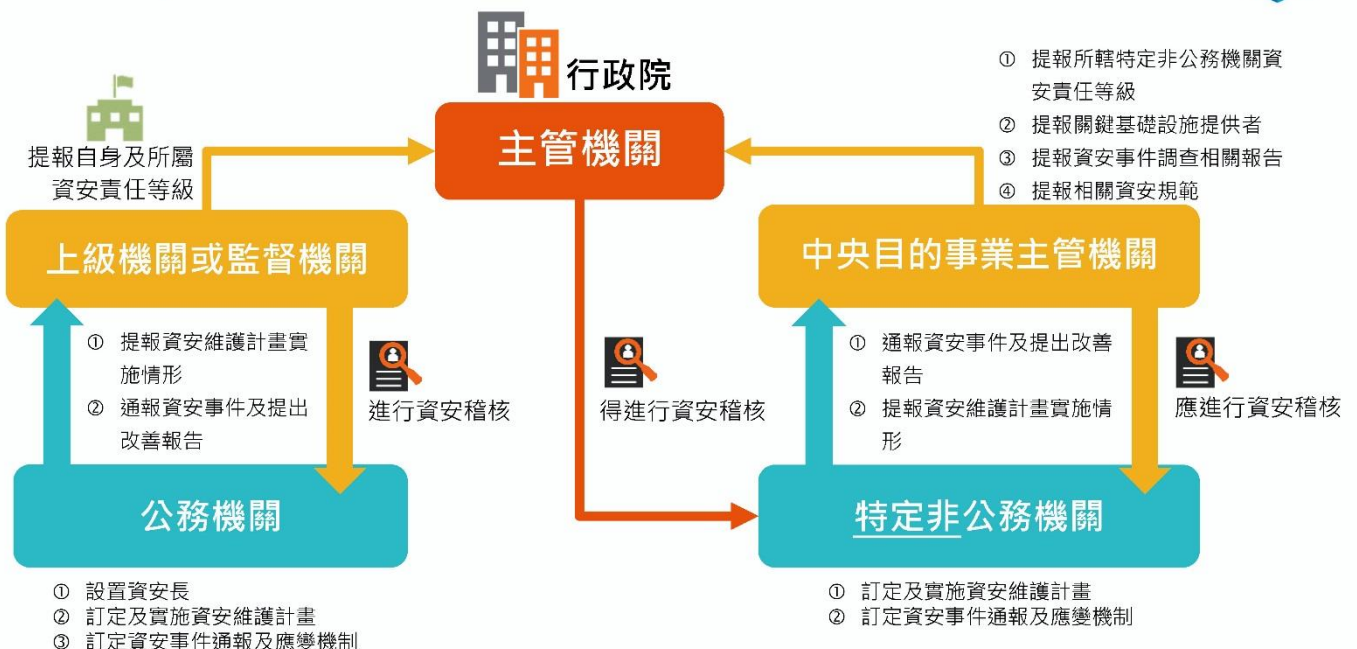 行政院
主管機關
提報自身及所屬
資安責任等級
① 提報所轄特定非公務機關資
安責任等級
② 提報關鍵基礎設施提供者
③ 提報資安事件調查相關報告
④ 提報相關資安規範
上級機關或監督機關
中央目的事業主管機關
① 提報資安維護計畫實
施情形
② 通報資安事件及提出
改善報告
進行資安稽核
得進行資安稽核
① 通報資安事件及提出改善
報告
② 提報資安維護計畫實施情
形
應進行資安稽核
公務機關
特定非公務機關
① 設置資安長
② 訂定及實施資安維護計畫
③ 訂定資安事件通報及應變機制
① 訂定及實施資安維護計畫
② 訂定資安事件通報及應變機制